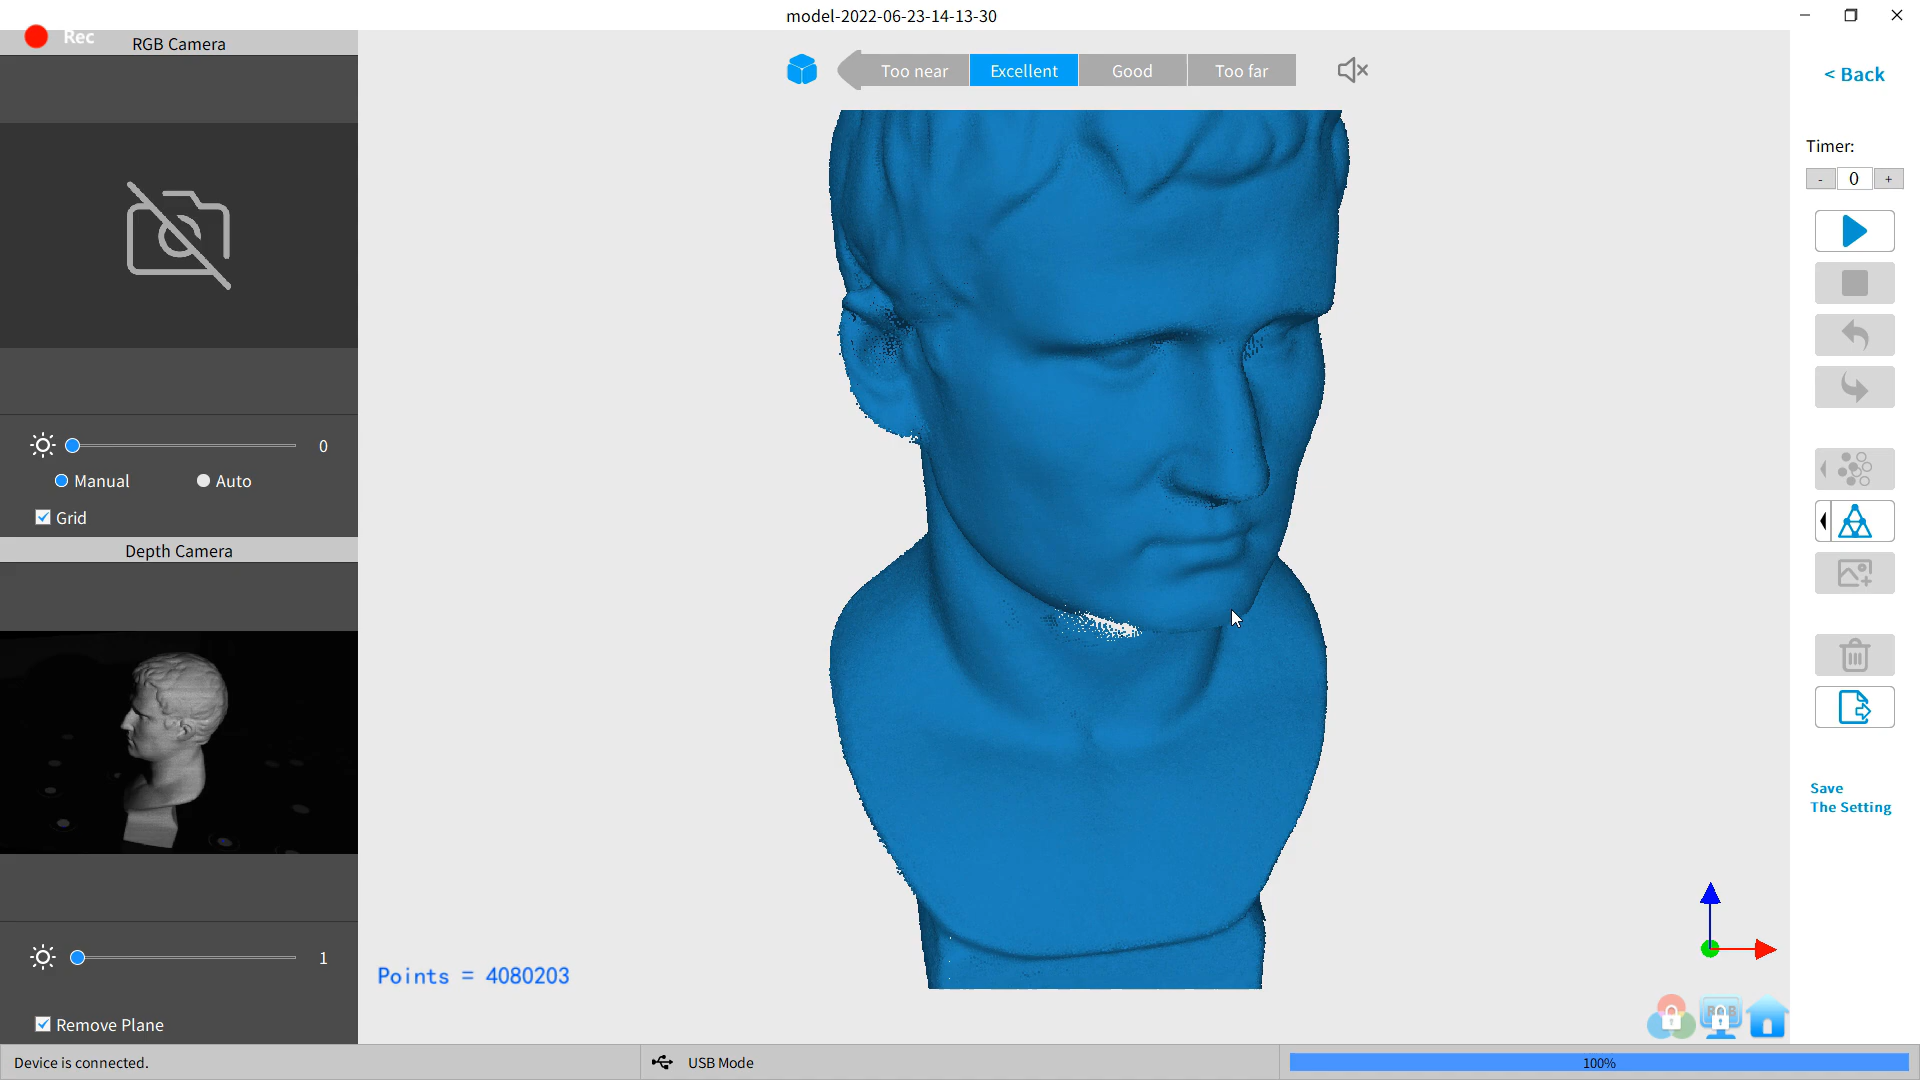 model-2022-06-23-14-13-30
Rec
RGB Camera
Too near
Excellent
Good
Too far
< Back
Timer:
- 0 +
0
Manual
Auto
Grid
Depth Camera
Save
The Setting
1
Points = 4080203
Remove Plane
RGB
Device is connected.
USB Mode
100%